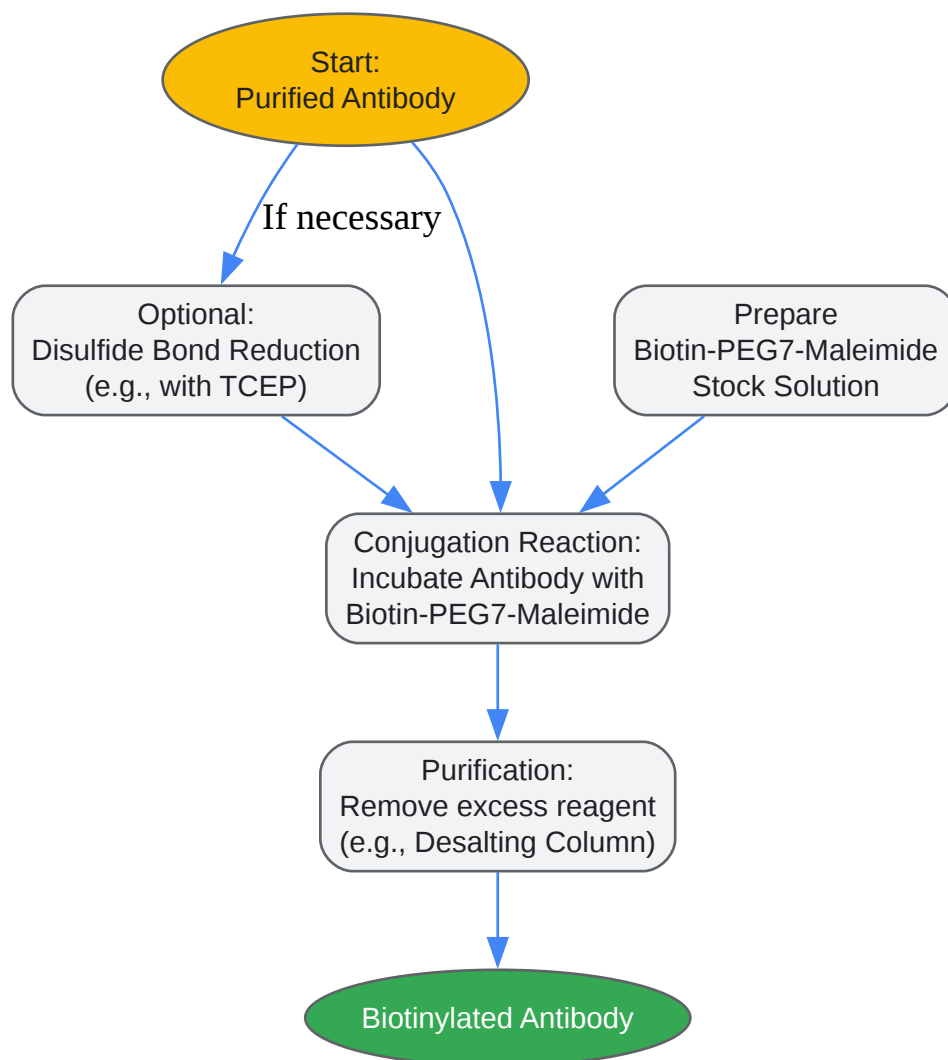 Start:
Purified Antibody
If necessary
Optional:
Disulfide Bond Reduction
(e.g., with TCEP)
Prepare
Biotin-PEG7-Maleimide
Stock Solution
Conjugation Reaction:
Incubate Antibody with
Biotin-PEG7-Maleimide
Purification:
Remove excess reagent
(e.g., Desalting Column)
Biotinylated Antibody